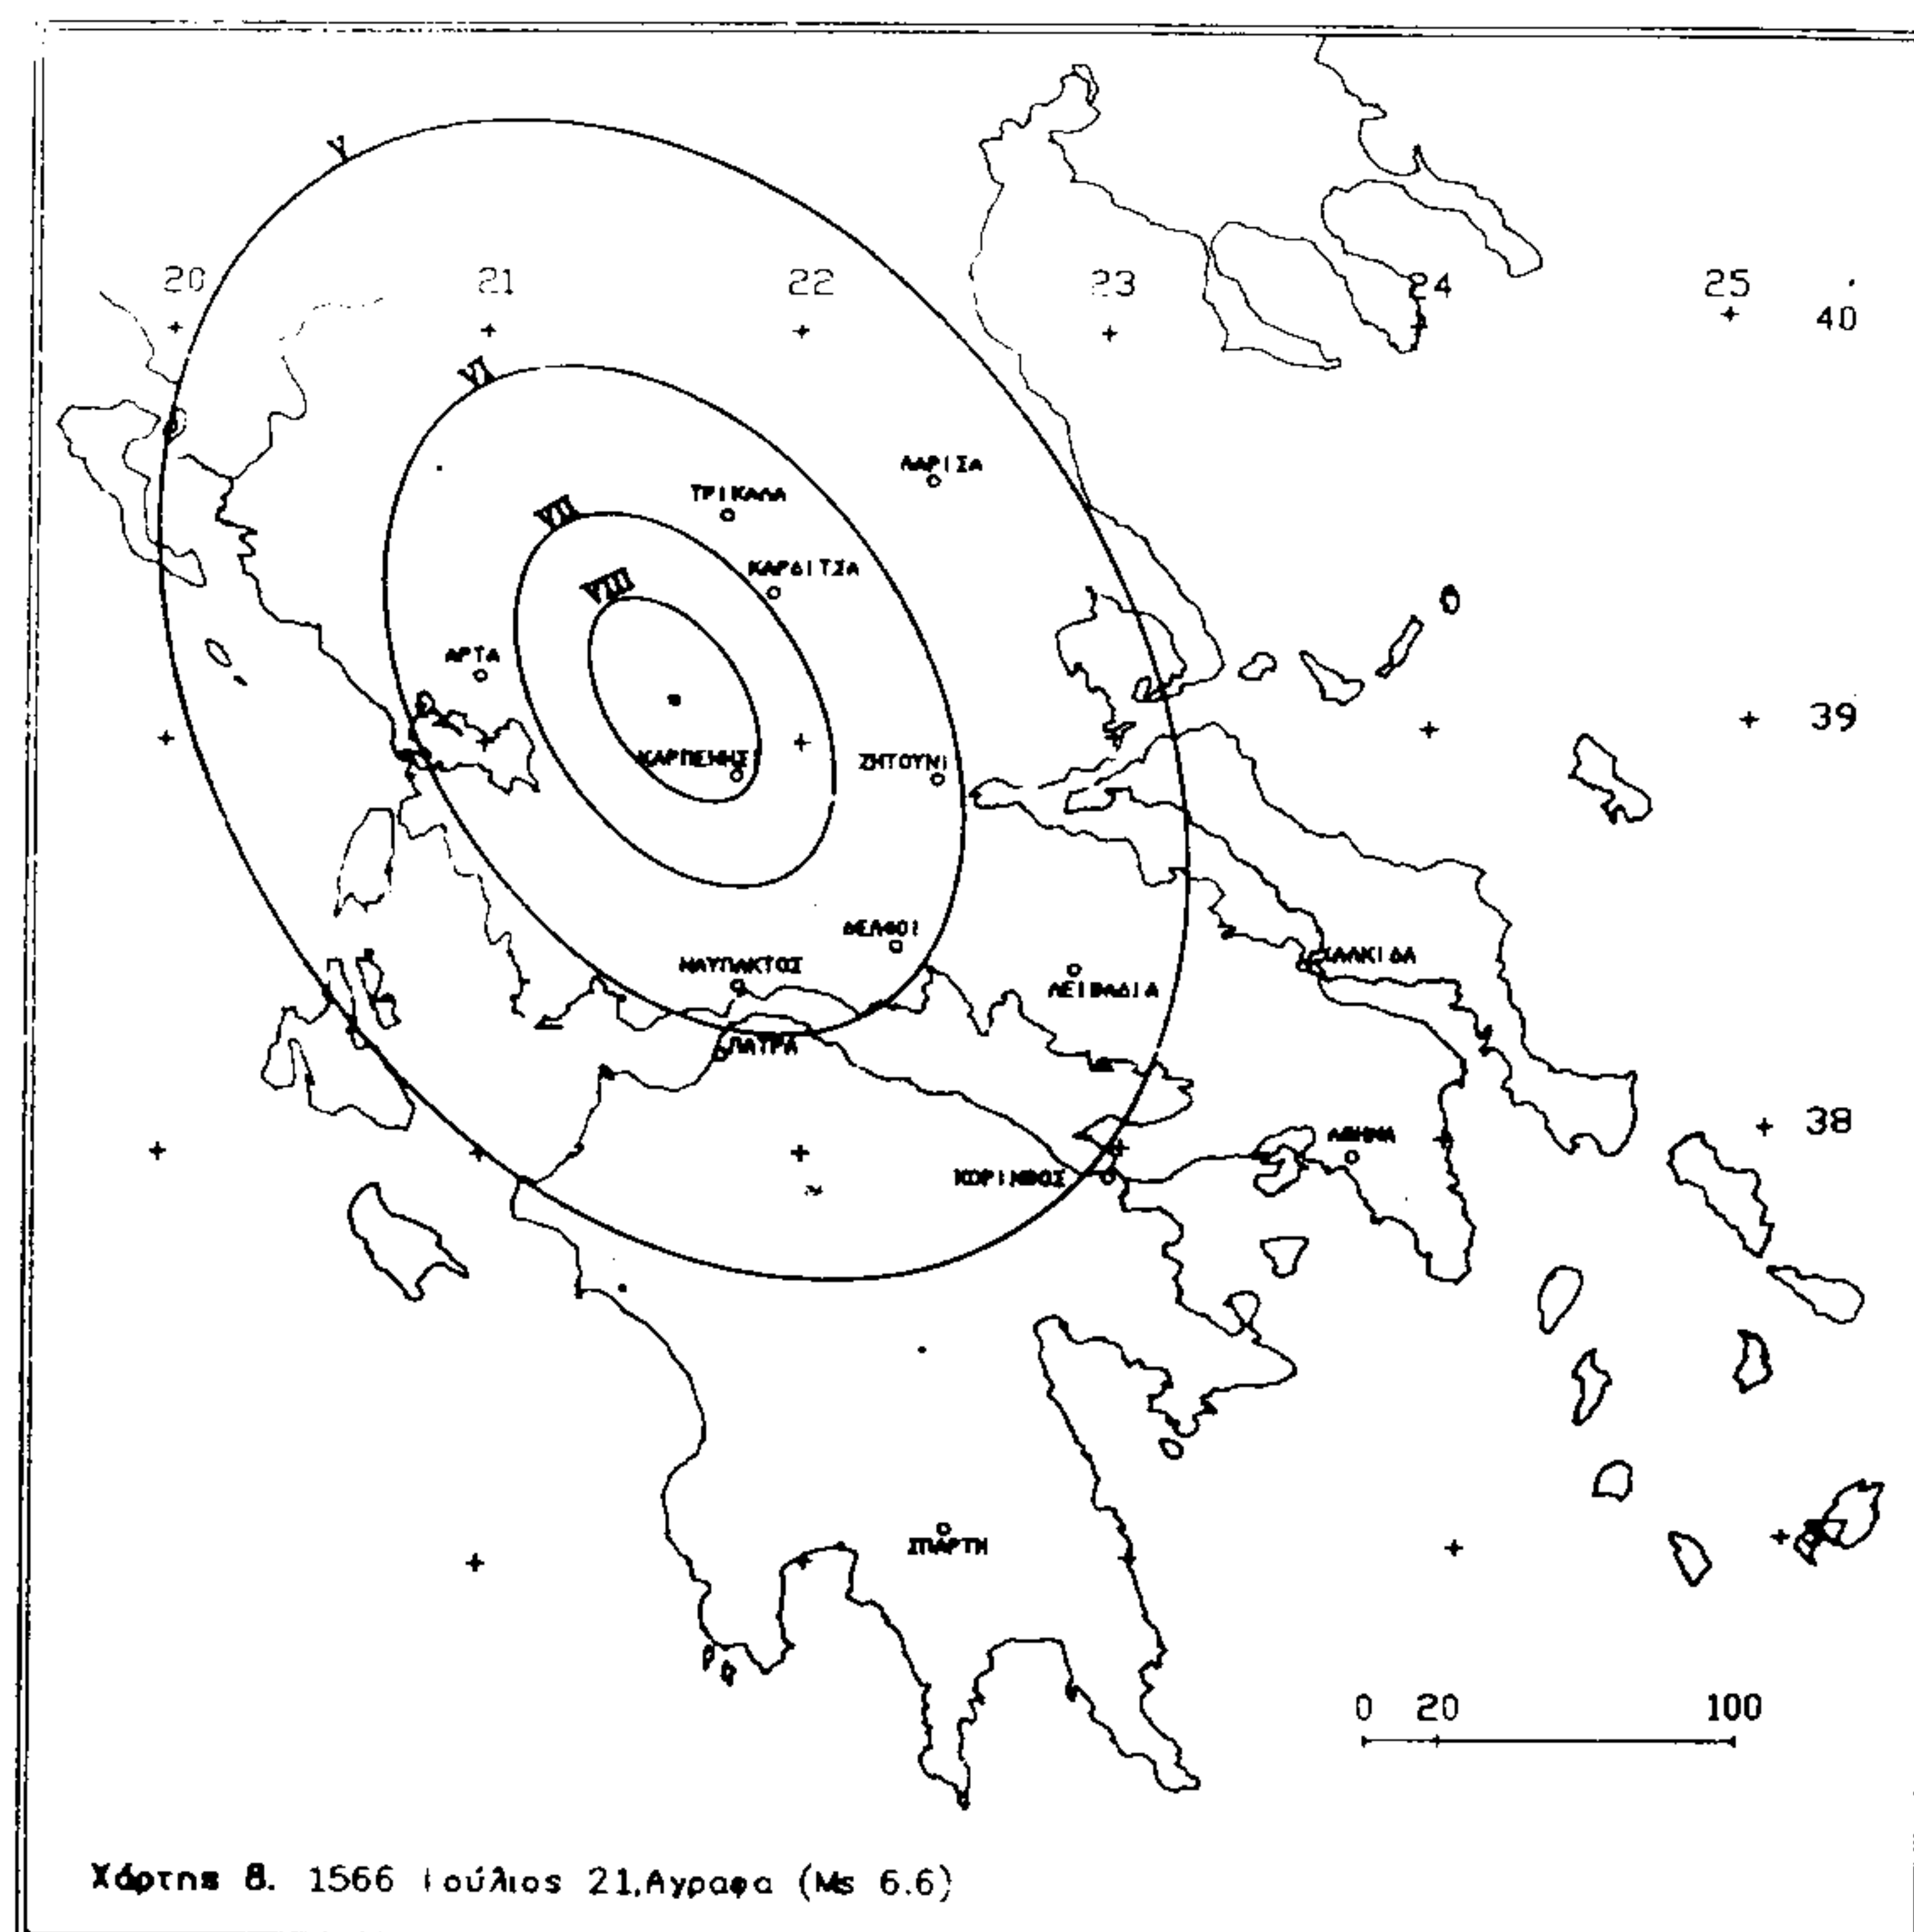 V
20 21 22 23 24 25
40
VI
ΛΑΡΙΣΑ
ΤΡΙΚΑΛΑ
VII
ΚΑΡΔΙΤΣΑ
VIII
ΑΡΤΑ
39
ΚΑΡΠΕΝΗΣ
ΖΗΤΟΥΝΙ
ΔΕΛΦΟΙ
ΧΑΛΚΙΔΑ
ΝΑΥΠΑΚΤΟΣ
ΛΕΙΒΑΔΙΑ
ΠΑΤΡΑ
38
ΑΘΗΝΑ
ΚΟΡΙΝΘΟΣ
ΣΠΑΡΤΗ
0 20 100
Χάρτης 8. 1566 Ιούλιος 21,Αγραφα (Ms 6.6)